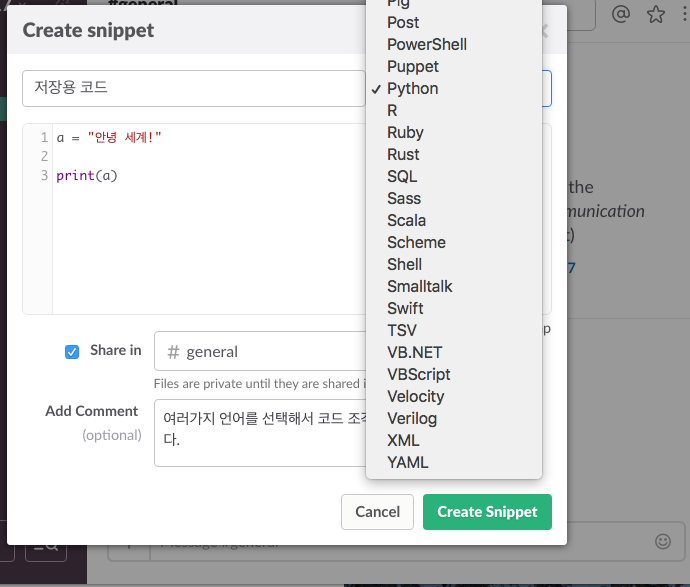 #general
Create snippet
저장용 코드
1 a = "안녕 세계!"
2
3 print(a)
Pig
Post
PowerShell
Puppet
✓ Python
R
Ruby
Rust
SQL
Sass
Scala
Scheme
Shell
Smalltalk
Swift
TSV
VB.NET
VBScript
Velocity
Verilog
XML
YAML
the
7
Share in
# general
Files are private until they are shared
Add Comment
(optional)
여러가지 언어를 선택해서 코드
다.
Cancel
Create Snippet
Message #general